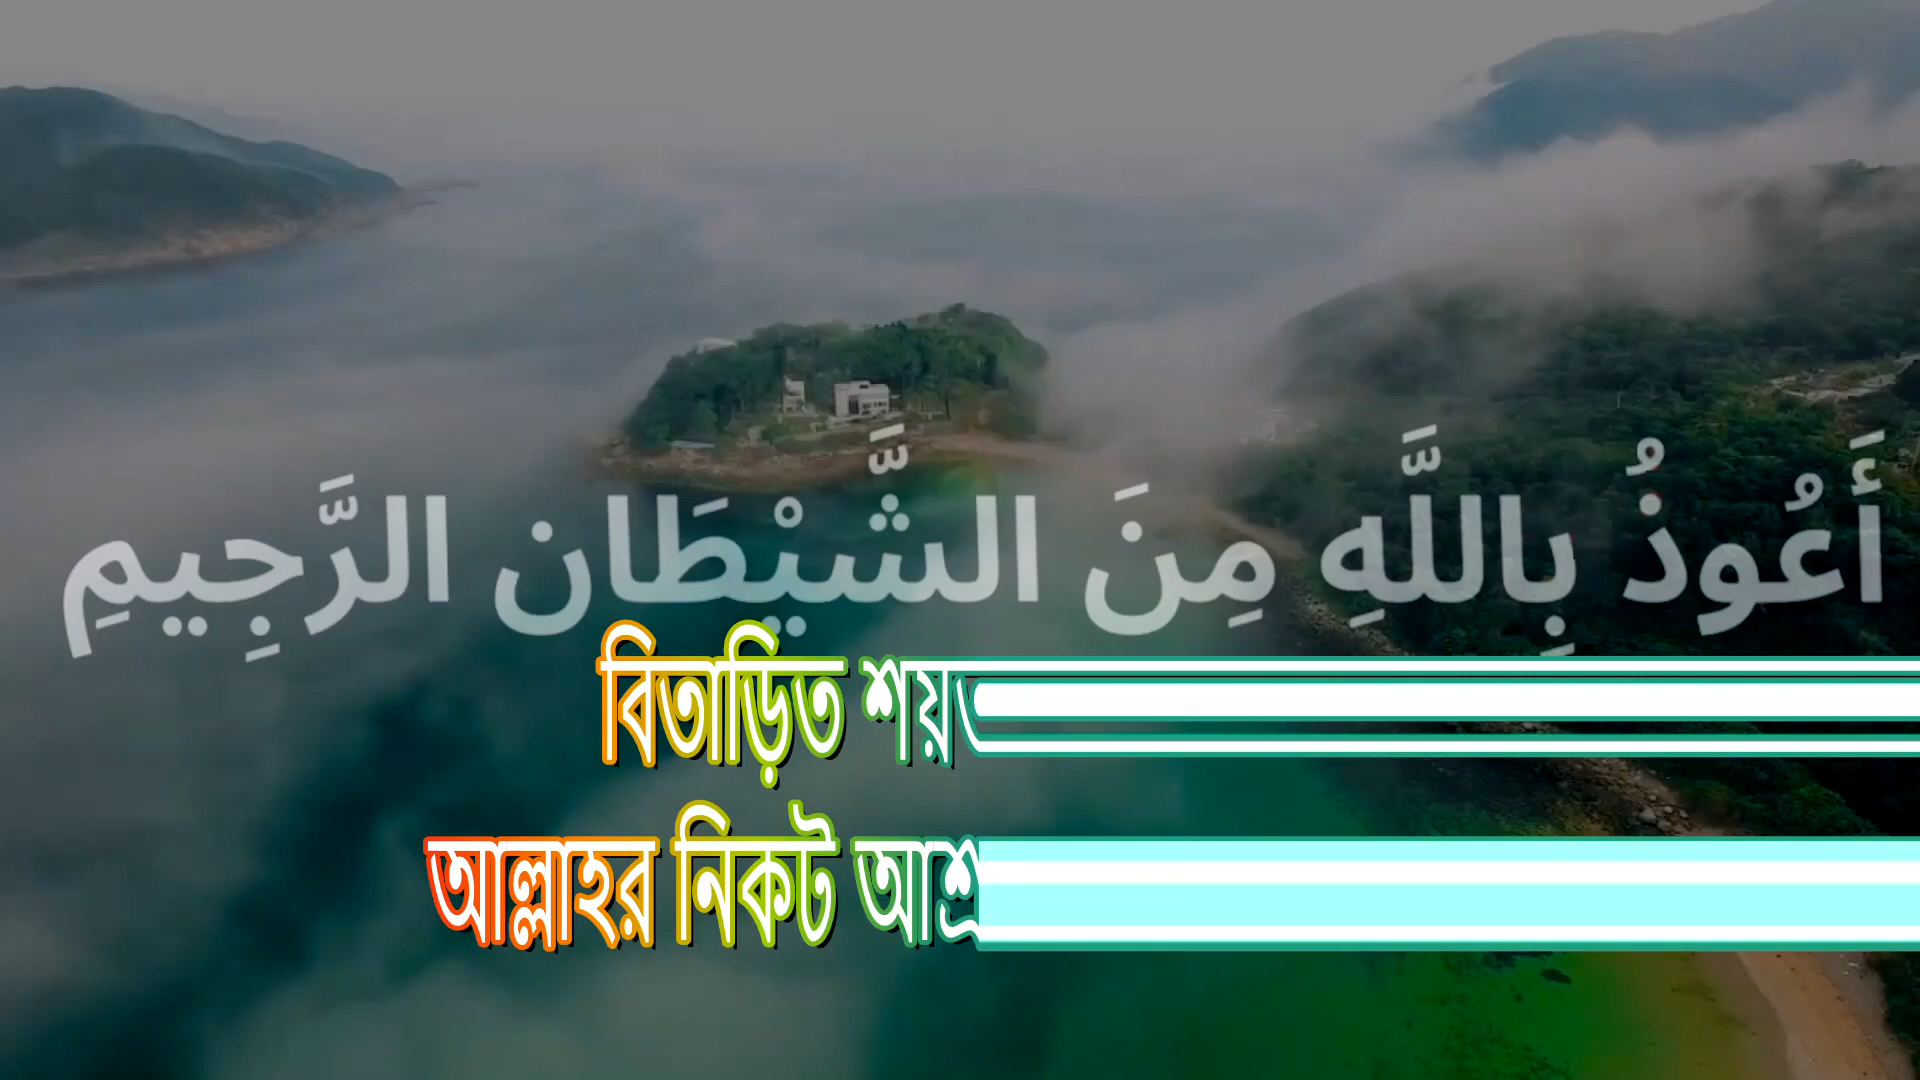 أَعُوذُ بِاللَّهِ مِنَ الشَّيْطَان الرَّجِيمِ
বিতাড়িত
আল্লাহর নিকট